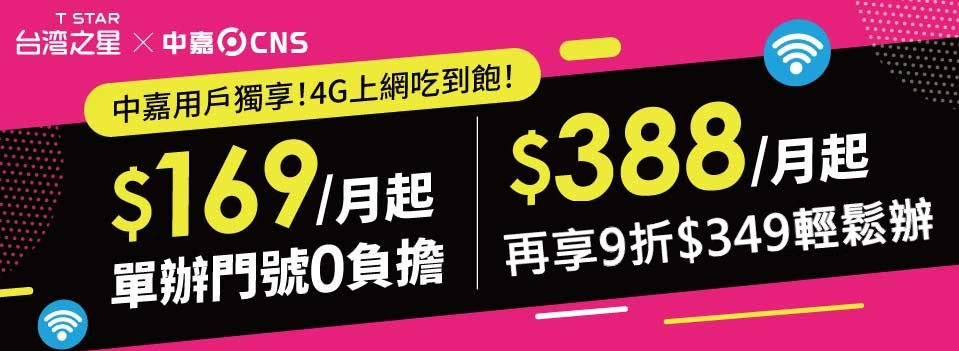 T STAR
台湾之星 × 中嘉 CNS
中嘉用戶獨享!4G上網吃到飽!
$169/月起
單辦門號0負擔
$388/月起
再享9折$349輕鬆辦